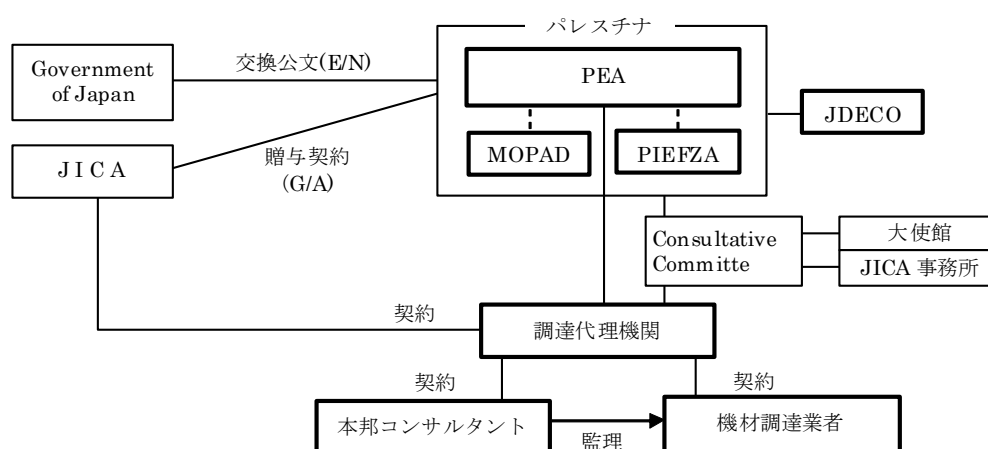 パレスチナ
Government
of Japan
交換公文(E/N)
PEA
JDECO
MOPAD
PIEFZA
JICA
贈与契約
(G/A)
Consultative
Committe
大使館
JICA 事務所
契約
調達代理機関
契約
契約
本邦コンサルタント
監理
機材調達業者